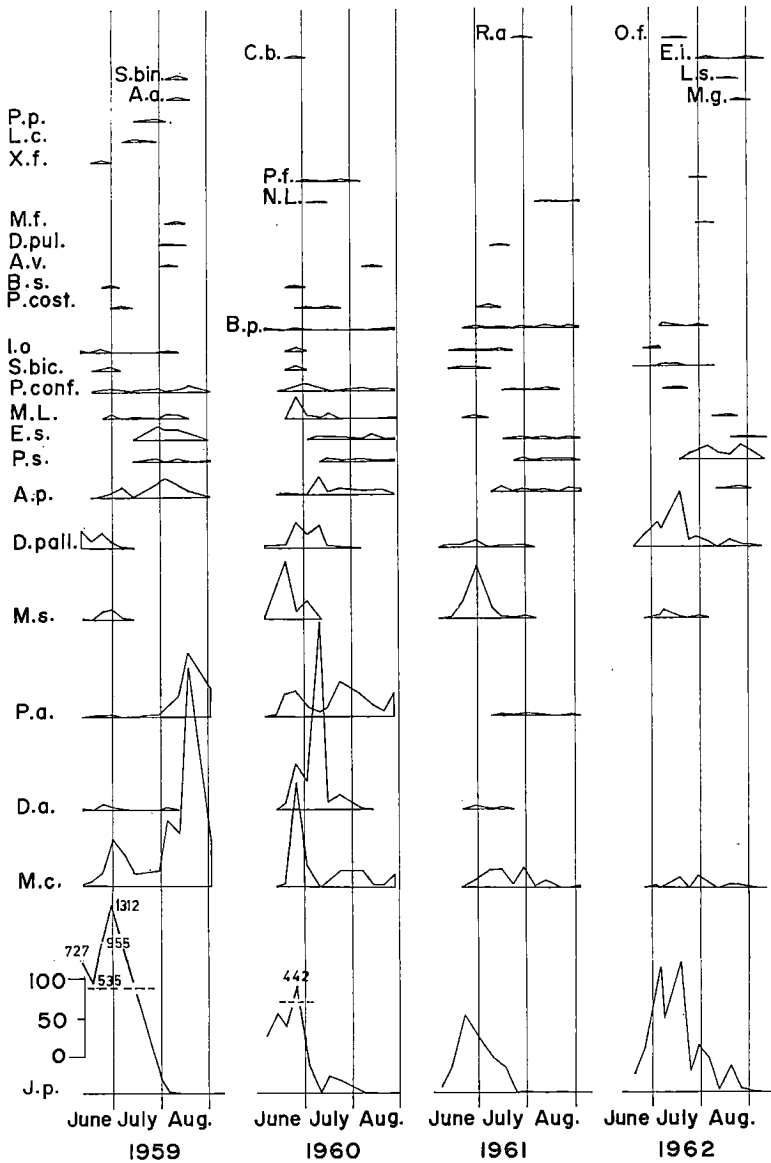 R.a
O.f.
C.b.
E.i.
S.bin.
L.s.
A.a.
M.g.
P.p.
L.c.
X.f.
P.f.
N.L.
M.f.
D.pul.
A.v.
B.s.
P.cost.
B.p.
I.o
S.bic.
P.conf.
M.L.
E.s.
P.s.
A.p.
D.pall.
M.s.
P.a.
D.a.
M.c.
1312
727 955
442
100 535
50
0
J.p.
June July Aug. June July Aug. June July Aug. June July Aug.
1959 1960 1961 1962